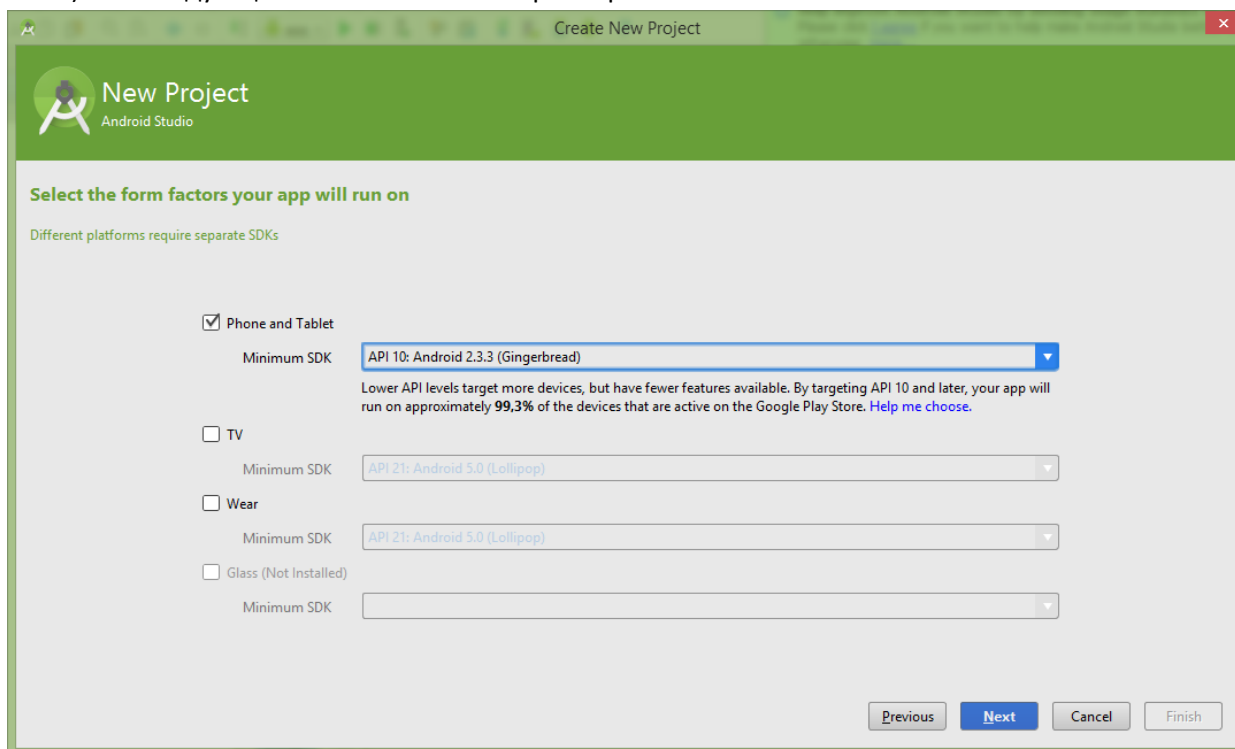 Create New Project
New Project
Android Studio
Select the form factors your app will run on
Different platforms require separate SDKs
Phone and Tablet
Minimum SDK
API 10: Android 2.3.3 (Gingerbread)
Lower API levels target more devices, but have fewer features available. By targeting API 10 and later, your app will
run on approximately 99,3% of the devices that are active on the Google Play Store. Help me choose.
TV
Minimum SDK
API 21: Android 5.0 (Lollipop)
Wear
Minimum SDK
API 21: Android 5.0 (Lollipop)
Glass (Not Installed)
Minimum SDK
Previous
Next
Cancel
Finish